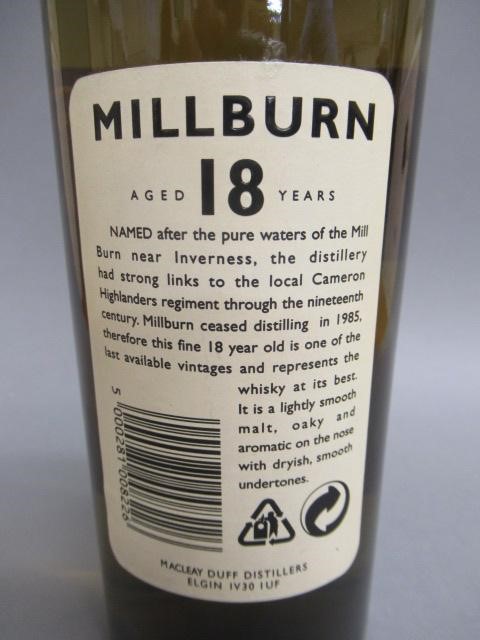 MILLBURN
AGED 18 YEARS
NAMED after the pure waters of the Mill
Burn near Inverness, the distillery
had strong links to the local Cameron
Highlanders regiment through the nineteenth
century. Millburn ceased distilling in 1985,
therefore this fine 18 year old is one of the
last available vintages and represents the
whisky at its best.
It is a lightly smooth
malt, oaky and
aromatic on the nose
with dryish, smooth
undertones.
5 000281 008226
MACLEAY DUFF DISTILLERS
ELGIN IV30 1UF